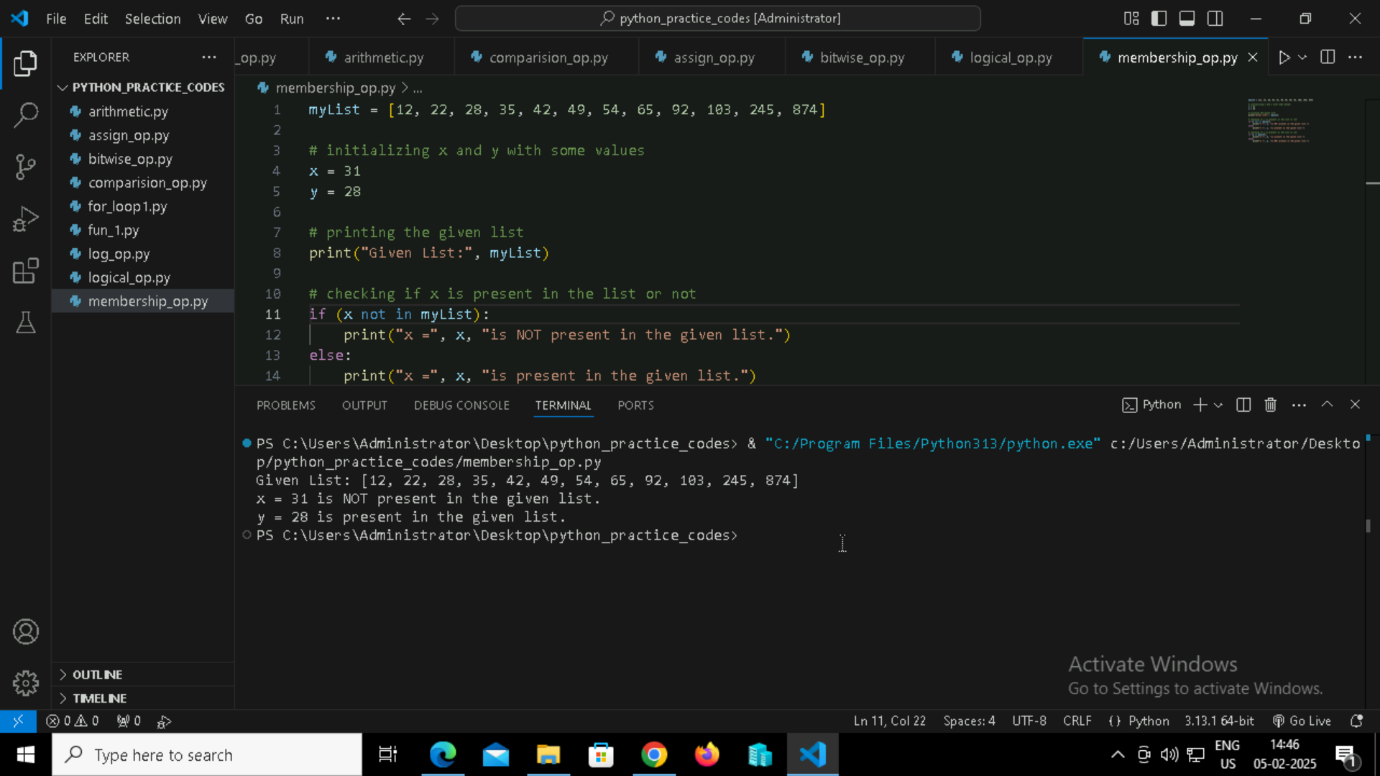 File Edit Selection View Go Run ··· python_practice_codes [Administrator]
EXPLORER ···
_op.py arithmetic.py comparision_op.py assign_op.py bitwise_op.py logical_op.py membership_op.py
PYTHON_PRACTICE_CODES
arithmetic.py
assign_op.py
bitwise_op.py
comparision_op.py
for_loop1.py
fun_1.py
log_op.py
logical_op.py
membership_op.py
OUTLINE
TIMELINE
membership_op.py > ...
1 myList = [12, 22, 28, 35, 42, 49, 54, 65, 92, 103, 245, 874]
2
3 # initializing x and y with some values
4 x = 31
5 y = 28
6
7 # printing the given list
8 print("Given List:", myList)
9
10 # checking if x is present in the list or not
11 if (x not in myList):
12 print("x =", x, "is NOT present in the given list.")
13 else:
14 print("x =", x, "is present in the given list.")
PROBLEMS OUTPUT DEBUG CONSOLE TERMINAL PORTS Python
PS C:\Users\Administrator\Desktop\python_practice_codes> & "C:/Program Files/Python313/python.exe" c:/Users/Administrator/Deskto
p/python_practice_codes/membership_op.py
Given List: [12, 22, 28, 35, 42, 49, 54, 65, 92, 103, 245, 874]
x = 31 is NOT present in the given list.
y = 28 is present in the given list.
PS C:\Users\Administrator\Desktop\python_practice_codes>
Activate Windows
Go to Settings to activate Windows.
0 0 0 Ln 11, Col 22 Spaces: 4 UTF-8 CRLF {} Python 3.13.1 64-bit Go Live
Type here to search
ENG
US
14:46
05-02-2025
1